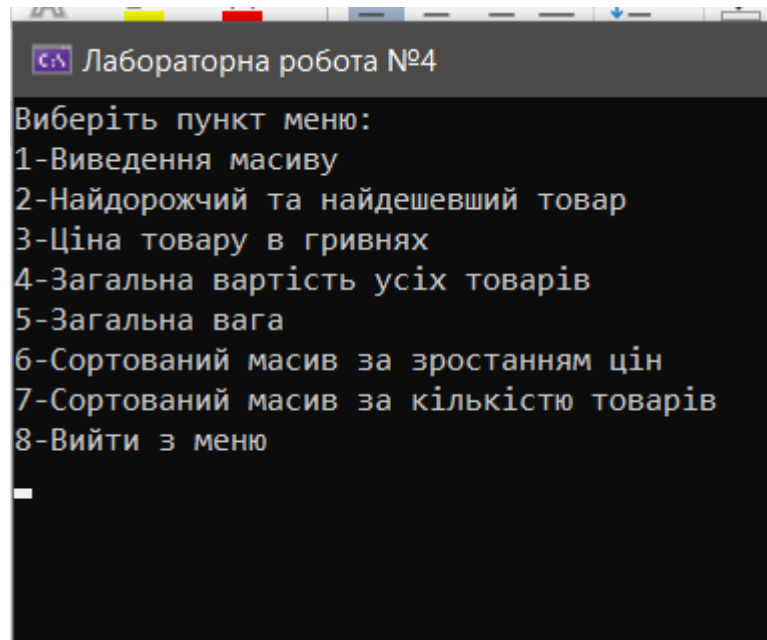 Лабораторна робота №4
Виберіть пункт меню:
1-Виведення масиву
2-Найдорожчий та найдешевший товар
3-Ціна товару в гривнях
4-Загальна вартість усіх товарів
5-Загальна вага
6-Сортований масив за зростанням цін
7-Сортований масив за кількістю товарів
8-Вийти з меню